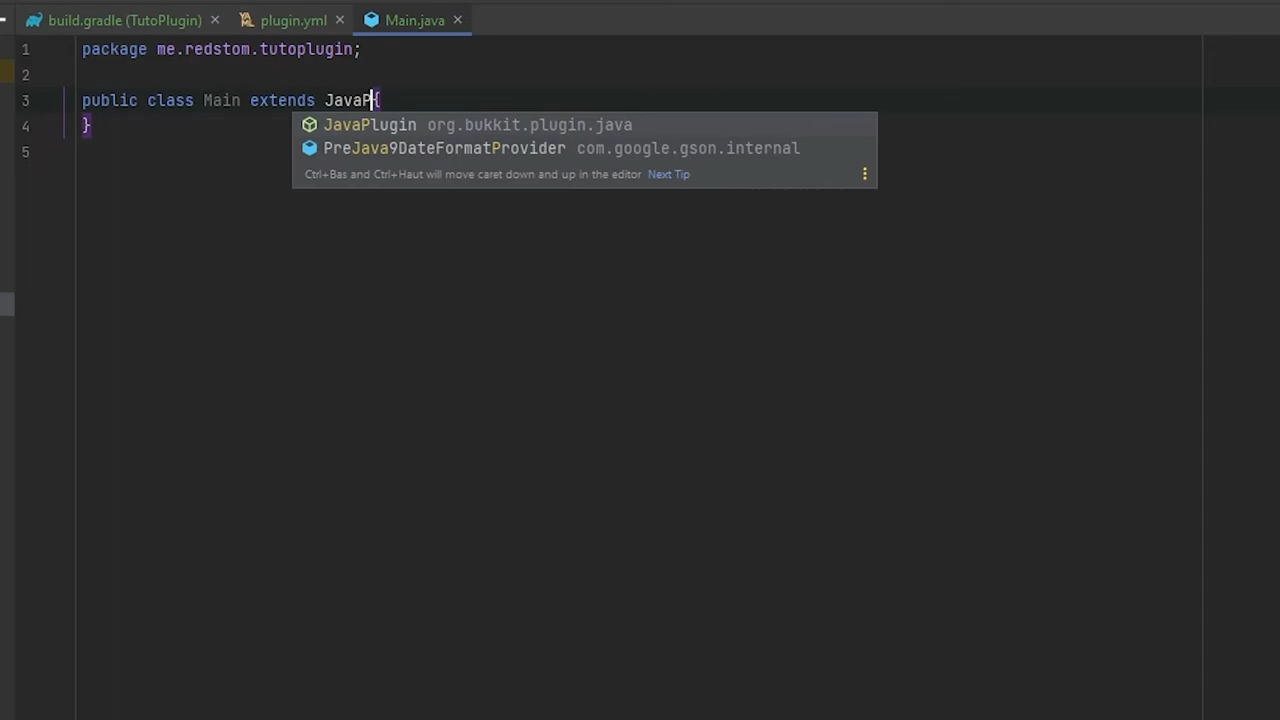 build.gradle (TutoPlugin) plugin.yml Main.java
1 package me.redstom.tutoplugin;
2
3 public class Main extends JavaP{
JavaPlugin org.bukkit.plugin.java
4 }
PreJava9DateFormatProvider com.google.gson.internal
5
Ctrl+Bas and Ctrl+Haut will move caret down and up in the editor Next Tip